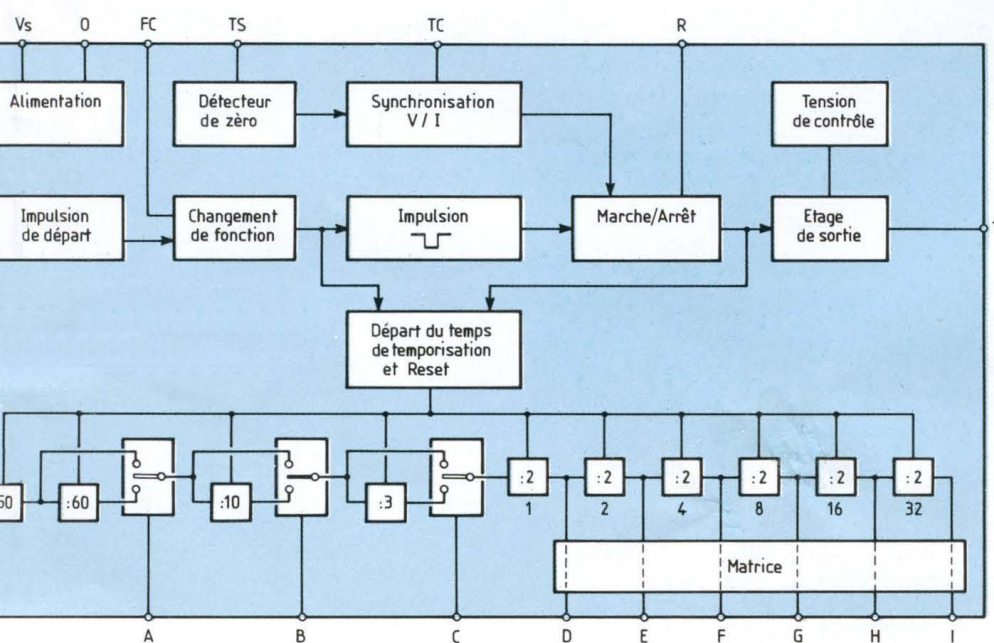 Vs O FC TS TC R
Alimentation
Détecteur
de zèro
Synchronisation
V / I
Tension
de contrôle
Impulsion
de départ
Changement
de fonction
Impulsion
Marche/Arrêt
Etage
de sortie
Départ du temps
de temporisation
et Reset
50 :60 :10 :3 :2 :2 :2 :2 :2 :2
1 2 4 8 16 32
Matrice
A B C D E F G H I